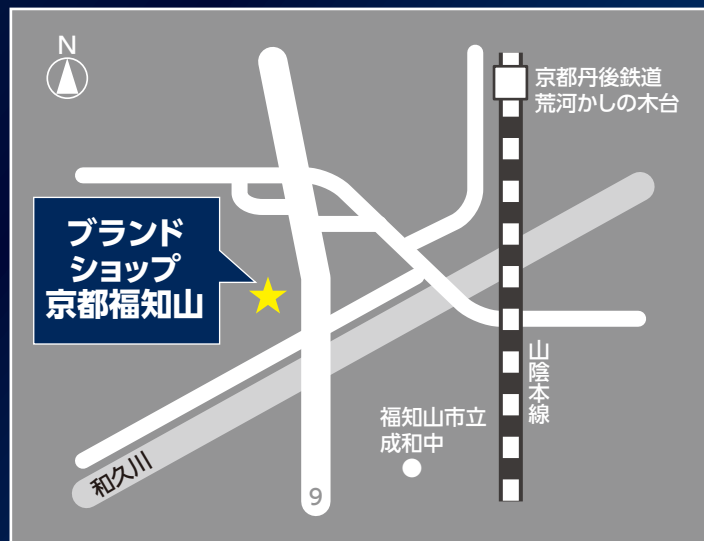 N
京都丹後鉄道
荒河かしの木台
ブランド
ショップ
京都福知山
山陰本線
福知山市立
成和中
和久川
9